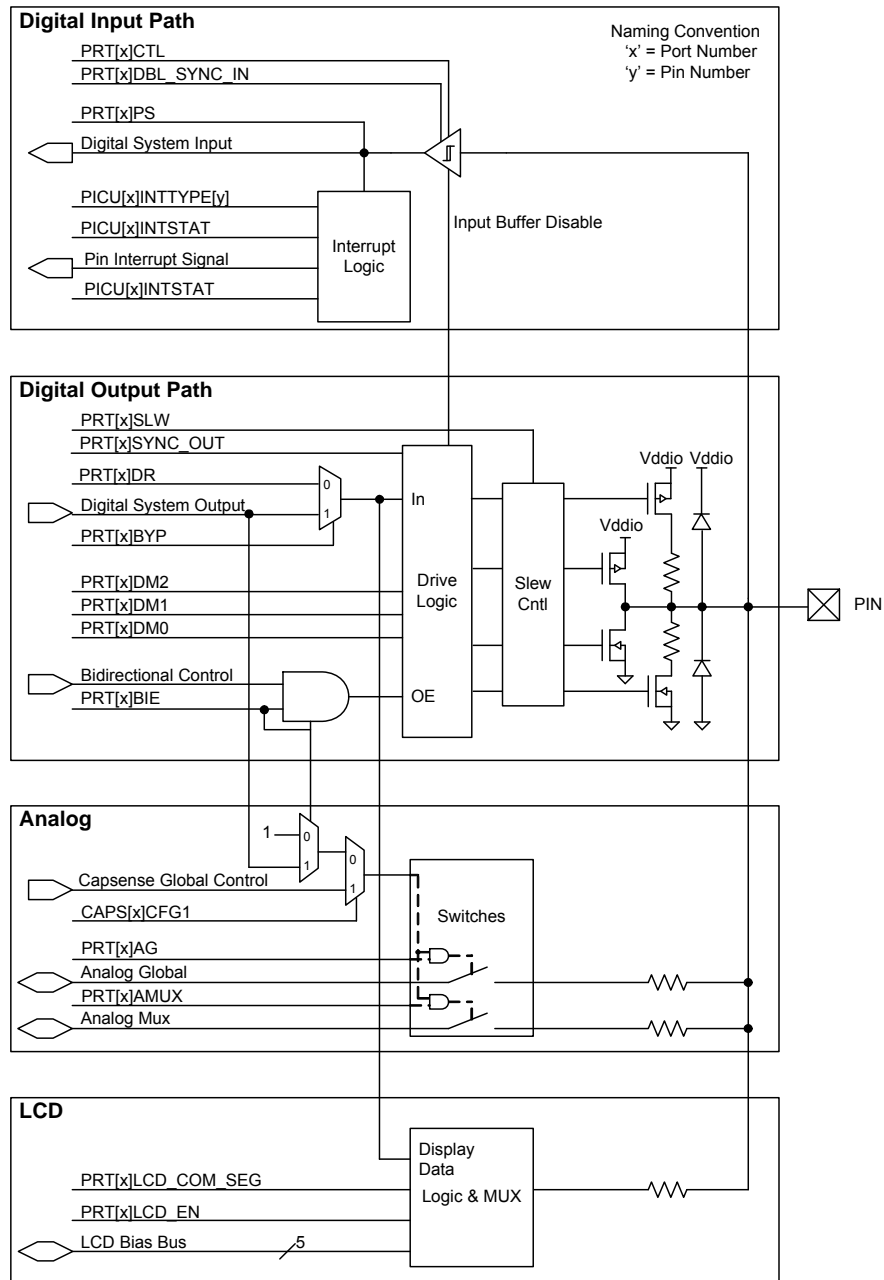 Digital Input Path
Naming Convention
‘x’ = Port Number
‘y’ = Pin Number
PRT[x]CTL
PRT[x]DBL_SYNC_IN
PRT[x]PS
Digital System Input
PICU[x]INTTYPE[y]
PICU[x]INTSTAT
Pin Interrupt Signal
PICU[x]INTSTAT
Interrupt
Logic
Input Buffer Disable
Digital Output Path
PRT[x]SLW
PRT[x]SYNC_OUT
PRT[x]DR
Digital System Output
PRT[x]BYP
0
1
PRT[x]DM2
PRT[x]DM1
PRT[x]DM0
Bidirectional Control
PRT[x]BIE
In
Drive
Logic
OE
Slew
Cntl
Vddio Vddio
Vddio
PIN
Analog
1
0
1
0
1
Capsense Global Control
CAPS[x]CFG1
Switches
PRT[x]AG
Analog Global
PRT[x]AMUX
Analog Mux
LCD
Display
Data
Logic & MUX
PRT[x]LCD_COM_SEG
PRT[x]LCD_EN
LCD Bias Bus
5